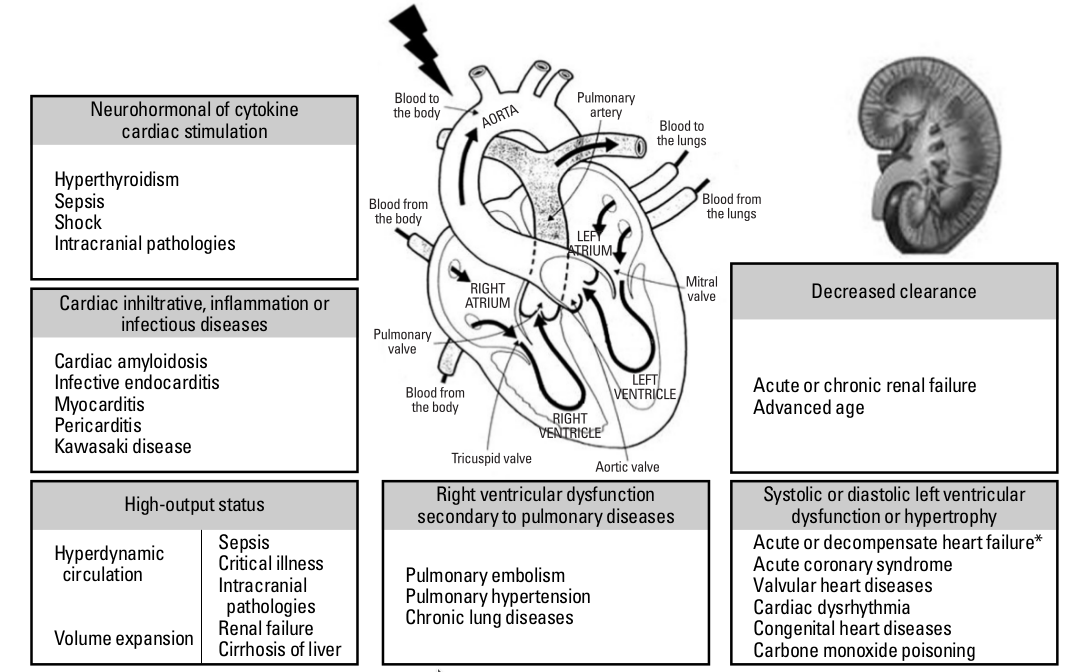 Neurohormonal of cytokine
cardiac stimulation
Hyperthyroidism
Sepsis
Shock
Intracranial pathologies
Cardiac inhiltrative, inflammation or
infectious diseases
Cardiac amyloidosis
Infective endocarditis
Myocarditis
Pericarditis
Kawasaki disease
High-output status
Hyperdynamic
circulation
Volume expansion
Sepsis
Critical illness
Intracranial
pathologies
Renal failure
Cirrhosis of liver
Blood to
the body
AORTA
Pulmonary
artery
Blood to
the lungs
Blood from
the lungs
Blood from
the body
LEFT
ATRIUM
RIGHT
ATRIUM
Mitral
valve
Pulmonary
valve
Blood from
the body
LEFT
VENTRICLE
RIGHT
VENTRICLE
Tricuspid valve
Aortic valve
Right ventricular dysfunction
secondary to pulmonary diseases
Pulmonary embolism
Pulmonary hypertension
Chronic lung diseases
Decreased clearance
Acute or chronic renal failure
Advanced age
Systolic or diastolic left ventricular
dysfunction or hypertrophy
Acute or decompensate heart failure*
Acute coronary syndrome
Valvular heart diseases
Cardiac dysrhythmia
Congenital heart diseases
Carbone monoxide poisoning